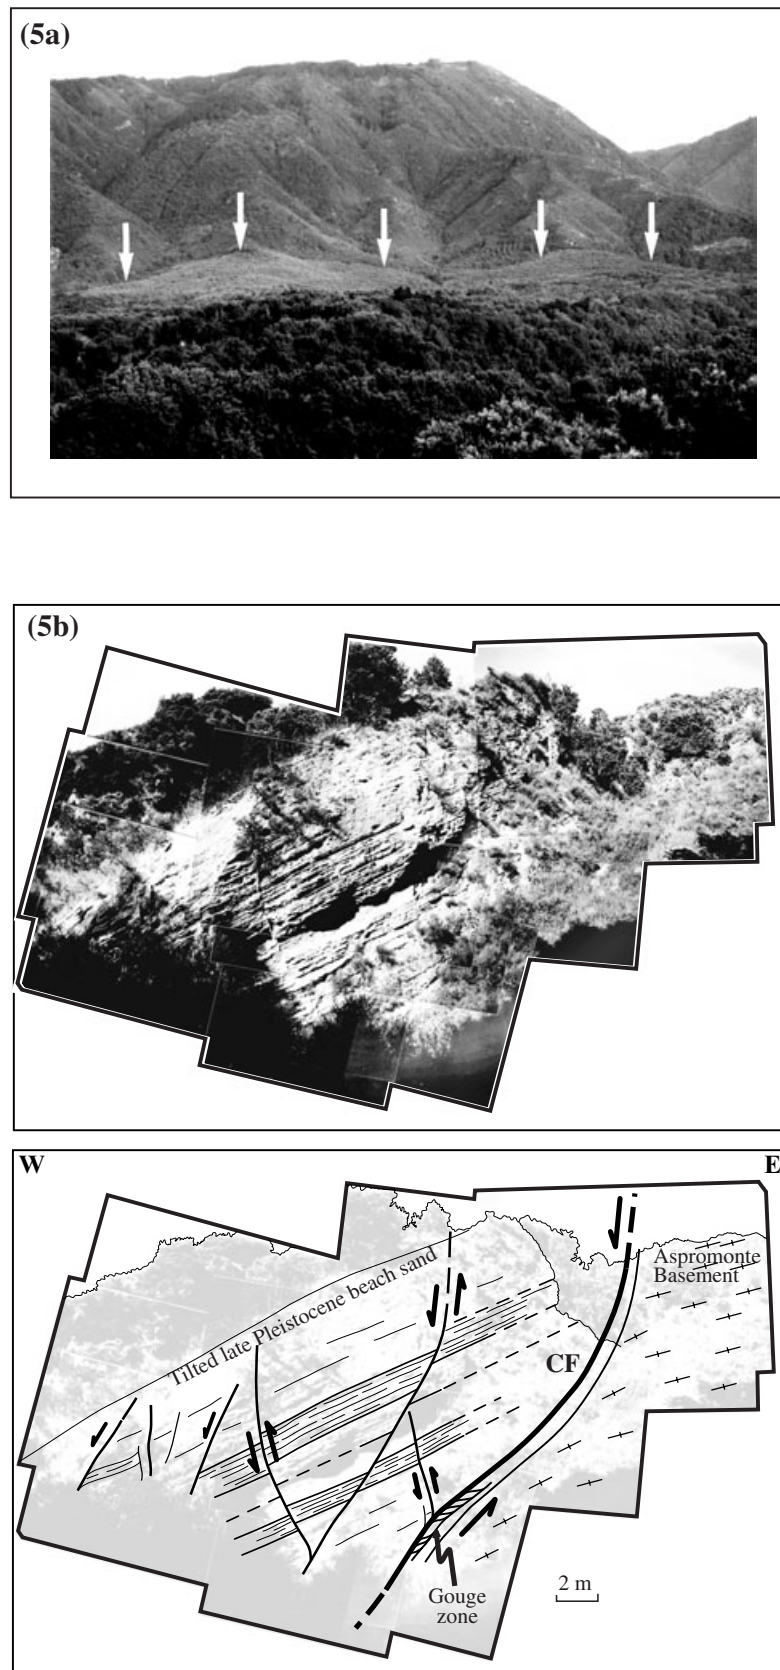 (5a)
(5b)
W
E
Aspromonte
Basement
Tilted late Pleistocene beach sand
CF
2 m
Gouge
zone